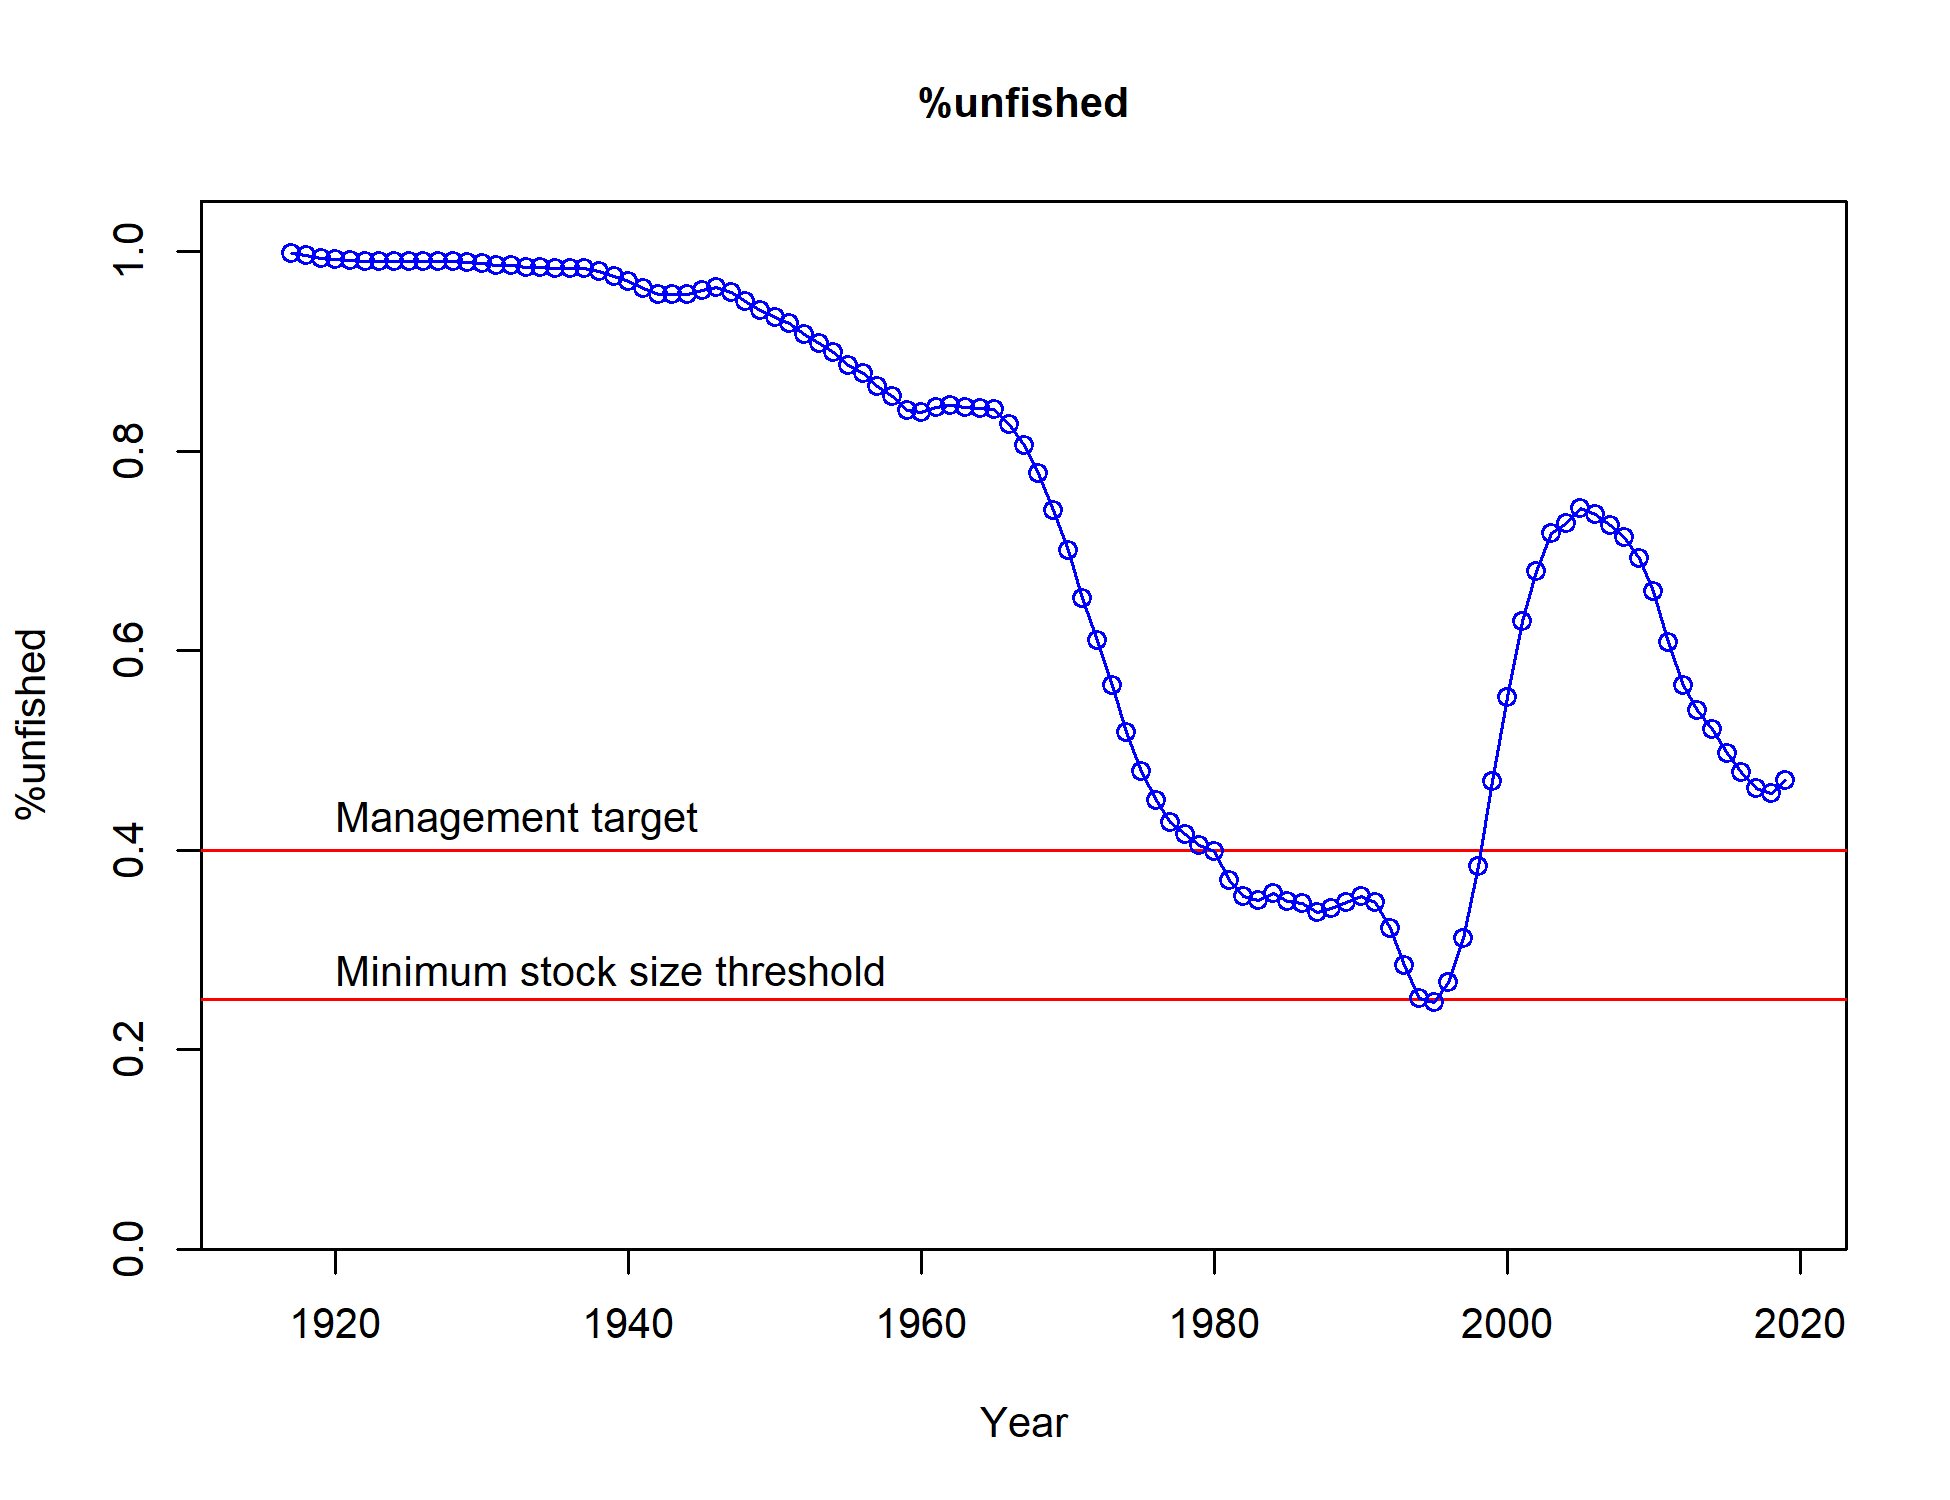 %unfished
1.0
0.8
0.6
0.4
0.2
0.0
%unfished
Management target
Minimum stock size threshold
1920 1940 1960 1980 2000 2020
Year